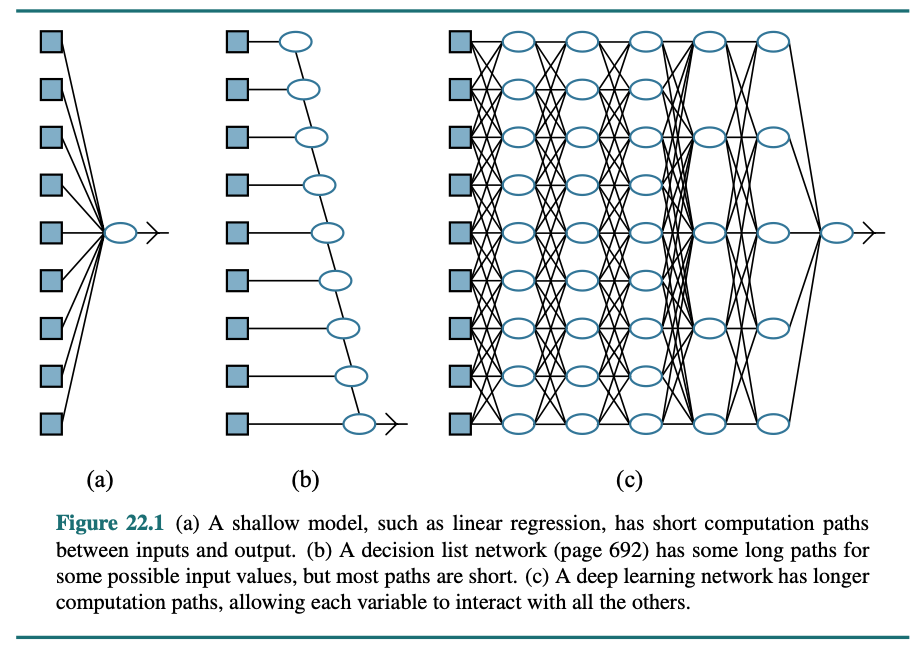 (a) (b) (c)
Figure 22.1 (a) A shallow model, such as linear regression, has short computation paths
between inputs and output. (b) A decision list network (page 692) has some long paths for
some possible input values, but most paths are short. (c) A deep learning network has longer
computation paths, allowing each variable to interact with all the others.